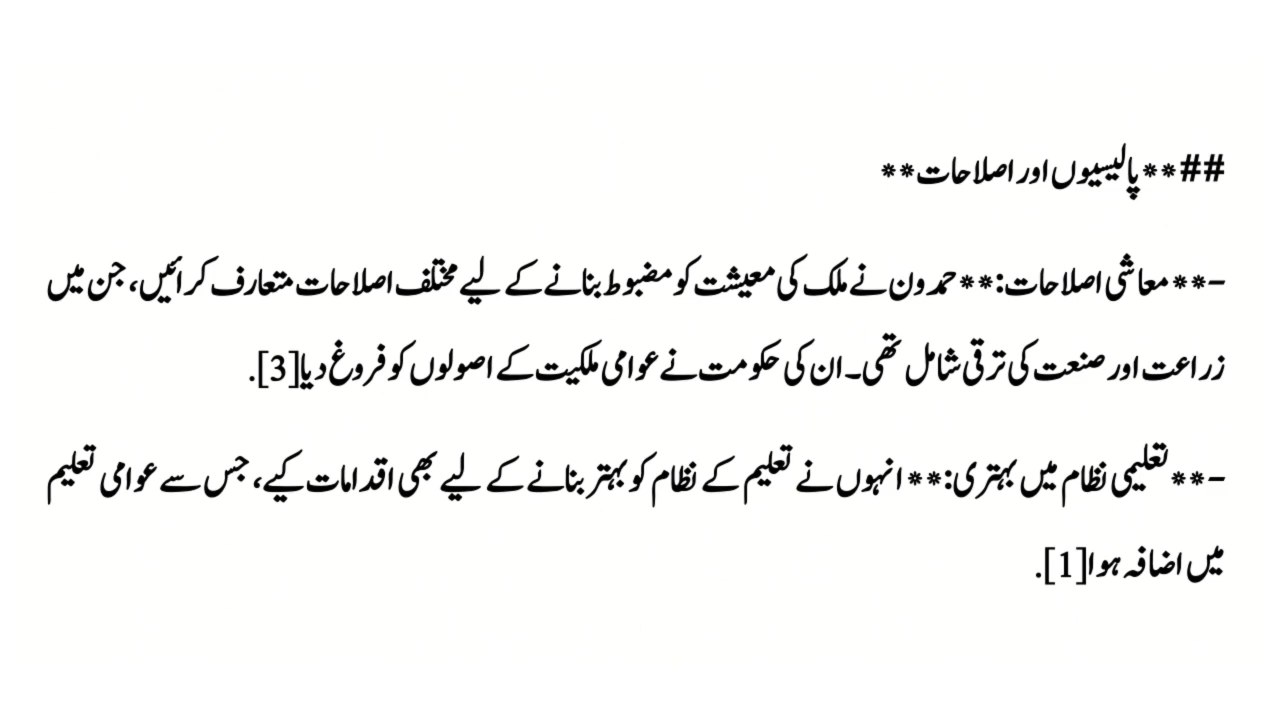 ## **پالیسیوں اور اصلاحات**
-**معاشی اصلاحات:** حمدون نے ملک کی معیشت کو مضبوط بنانے کے لیے مختلف اصلاحات متعارف کرائیں، جن میں
زراعت اور صنعت کی ترقی شامل تھی۔ ان کی حکومت نے عوامی ملکیت کے اصولوں کو فروغ دیا[3].
-**تعلیمی نظام میں بہتری:** انہوں نے تعلیم کے نظام کو بہتر بنانے کے لیے بھی اقدامات کیے، جس سے عوامی تعلیم
میں اضافہ ہوا[1].